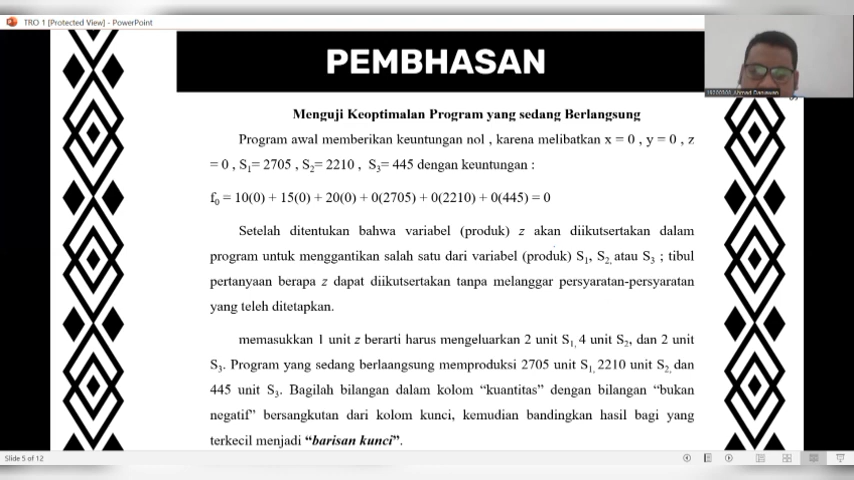 TRO 1 [Protected View] - PowerPoint
PEMBHASAN
Menguji Keoptimalan Program yang sedang Berlangsung
Program awal memberikan keuntungan nol , karena melibatkan x = 0 , y = 0 , z
= 0 , S₁= 2705 , S₂= 2210 , S₃= 445 dengan keuntungan :
f₀ = 10(0) + 15(0) + 20(0) + 0(2705) + 0(2210) + 0(445) = 0
Setelah ditentukan bahwa variabel (produk) z akan diikutsertakan dalam
program untuk menggantikan salah satu dari variabel (produk) S₁, S₂, atau S₃ ; tibul
pertanyaan berapa z dapat diikutsertakan tanpa melanggar persyaratan-persyaratan
yang teleh ditetapkan.
memasukkan 1 unit z berarti harus mengeluarkan 2 unit S₁, 4 unit S₂, dan 2 unit
S₃. Program yang sedang berlaangsung memproduksi 2705 unit S₁, 2210 unit S₂, dan
445 unit S₃. Bagilah bilangan dalam kolom “kuantitas” dengan bilangan “bukan
negatif” bersangkutan dari kolom kunci, kemudian bandingkan hasil bagi yang
terkecil menjadi “barisan kunci”.
Slide 5 of 12